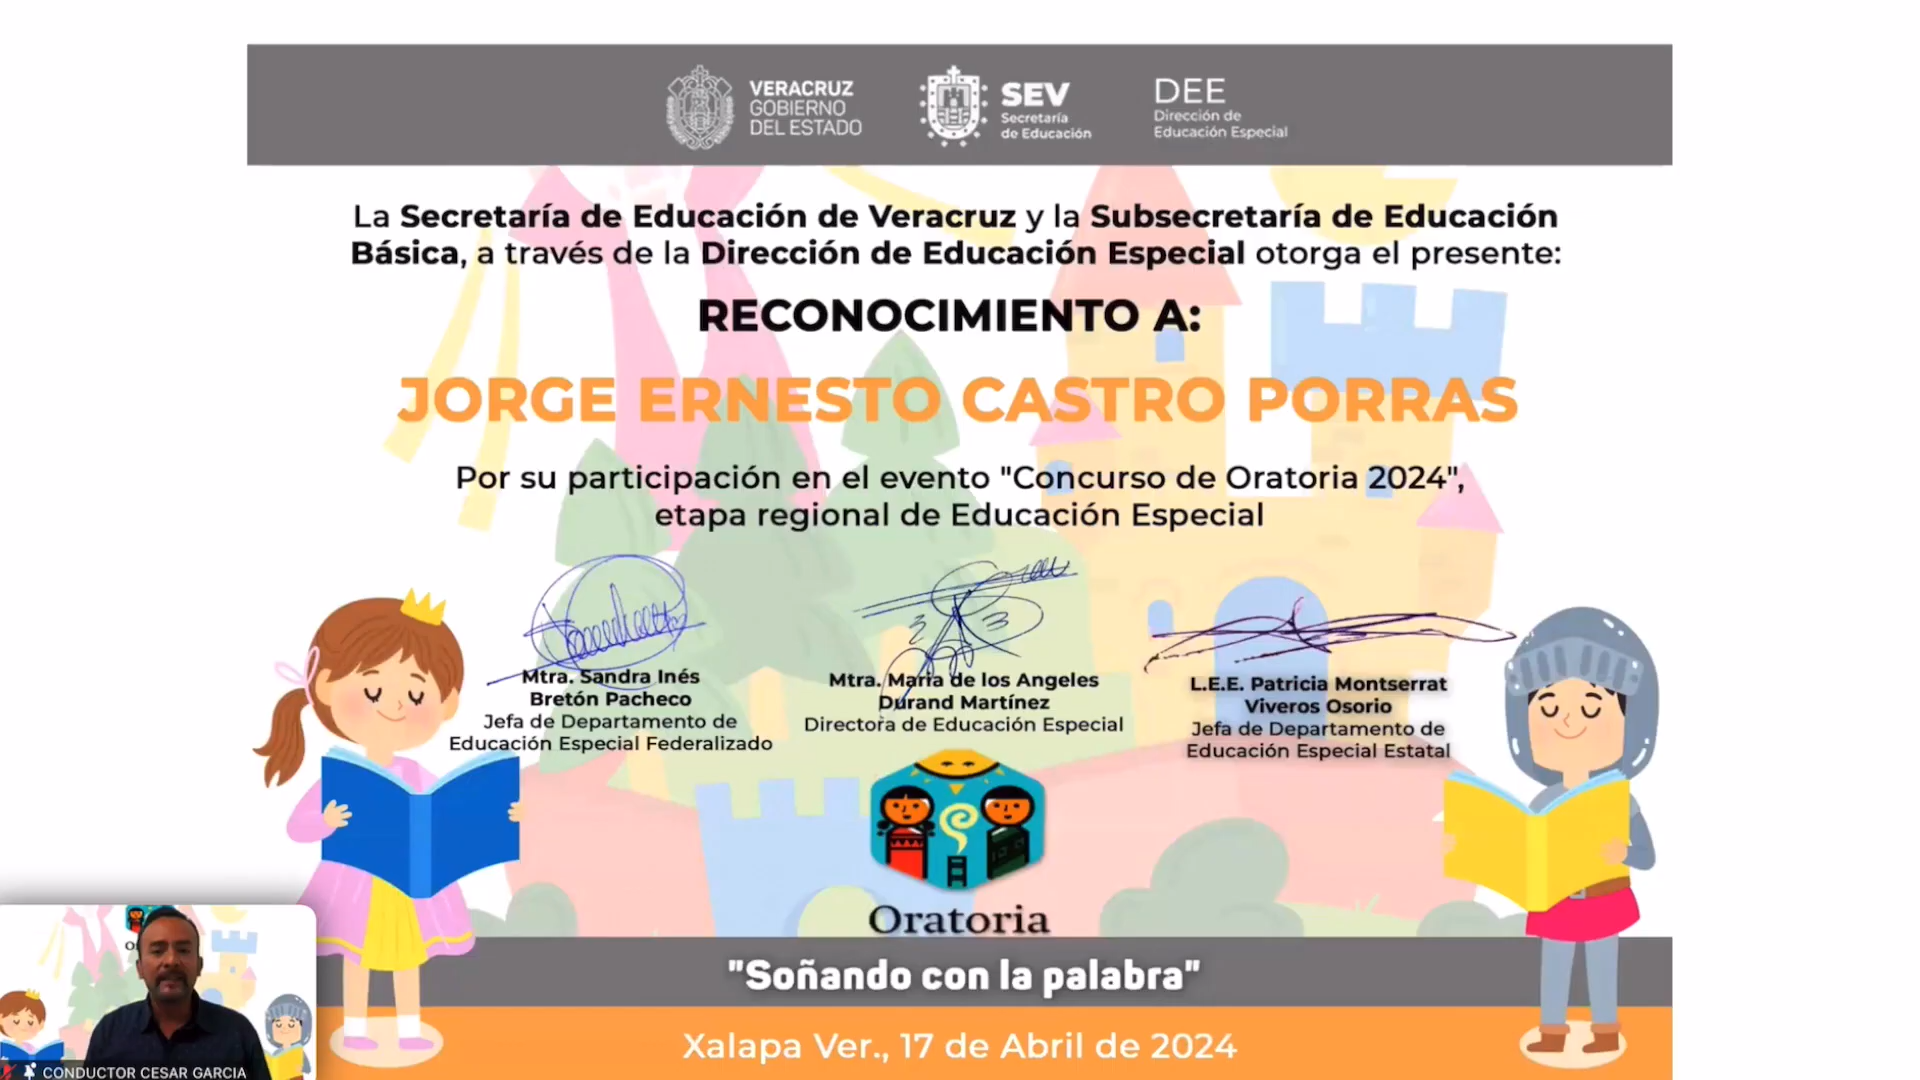 VERACRUZ
GOBIERNO
DEL ESTADO
SEV
Secretaría
de Educación
DEE
Dirección de
Educación Especial
La Secretaría de Educación de Veracruz y la Subsecretaría de Educación
Básica, a través de la Dirección de Educación Especial otorga el presente:
RECONOCIMIENTO A:
JORGE ERNESTO CASTRO PORRAS
Por su participación en el evento "Concurso de Oratoria 2024",
etapa regional de Educación Especial
Mtra. Sandra Inés
Bretón Pacheco
Jefa de Departamento de
Educación Especial Federalizado
Mtra. María de los Angeles
Durand Martínez
Directora de Educación Especial
L.E.E. Patricia Montserrat
Viveros Osorio
Jefa de Departamento de
Educación Especial Estatal
Oratoria
"Soñando con la palabra"
Xalapa Ver., 17 de Abril de 2024
CONDUCTOR CESAR GARCIA